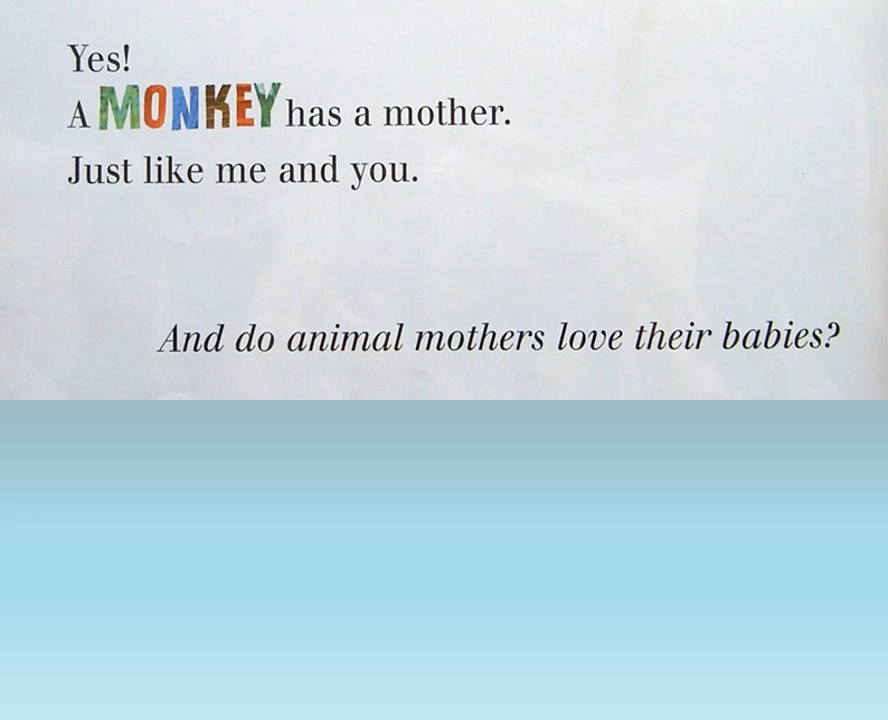 Yes!
A MONKEY has a mother.
Just like me and you.
And do animal mothers love their babies?